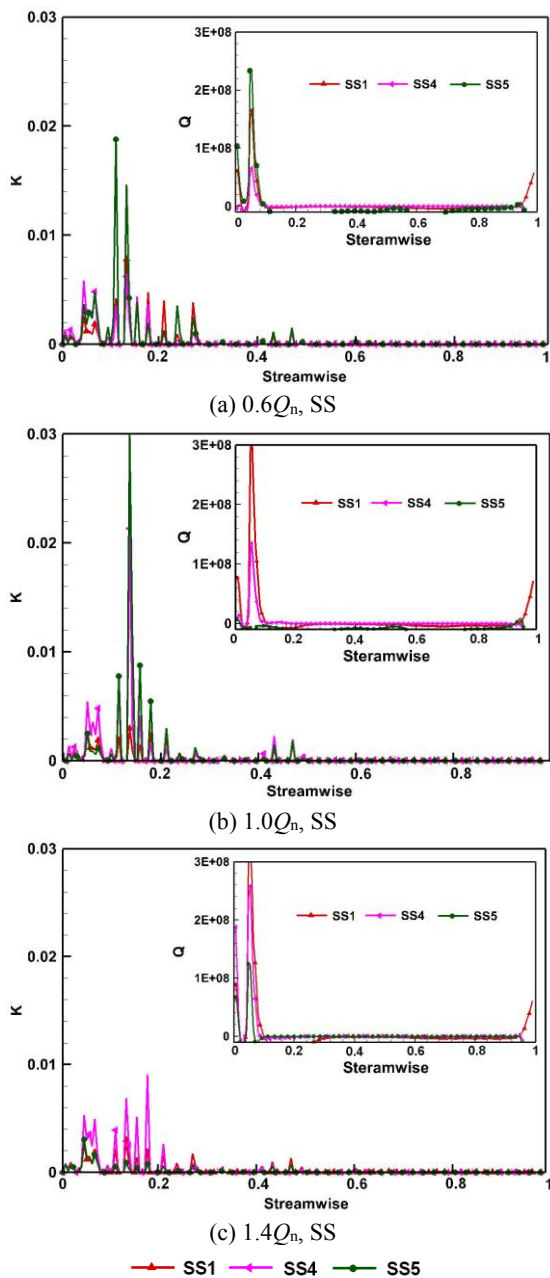 0.03
3E+08
SS1 SS4 SS5
2E+08
Q
0.02
1E+08
K
0
0 0.2 0.4 0.6 0.8 1
Steramwise
0.01
0
0 0.2 0.4 0.6 0.8 1
Streamwise
(a) 0.6Qn, SS
0.03
3E+08
SS1 SS4 SS5
2E+08
Q
0.02
1E+08
K
0
0 0.2 0.4 0.6 0.8 1
Steramwise
0.01
0
0 0.2 0.4 0.6 0.8
Streamwise
(b) 1.0Qn, SS
0.03
3E+08
SS1 SS4 SS5
2E+08
Q
0.02
1E+08
K
0
0 0.2 0.4 0.6 0.8 1
Steramwise
0.01
0
0 0.2 0.4 0.6 0.8 1
Streamwise
(c) 1.4Qn, SS
SS1 SS4 SS5